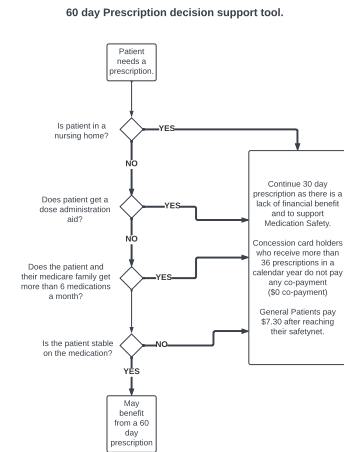 60 day Prescription decision support tool.
Patient
needs a
prescription.
Is patient in a
nursing home?
YES
NO
Does patient get a
dose administration
aid?
YES
NO
Does the patient and
their medicare family get
more than 6 medications
a month?
YES
Is the patient stable
on the medication?
NO
YES
May
benefit
from a 60
day
prescription
Continue 30 day
prescription as there is a
lack of financial benefit
and to support
Medication Safety.
Concession card holders
who receive more than
36 prescriptions in a
calendar year do not pay
any co-payment
($0 co-payment)
General Patients pay
$7.30 after reaching
their safetynet.